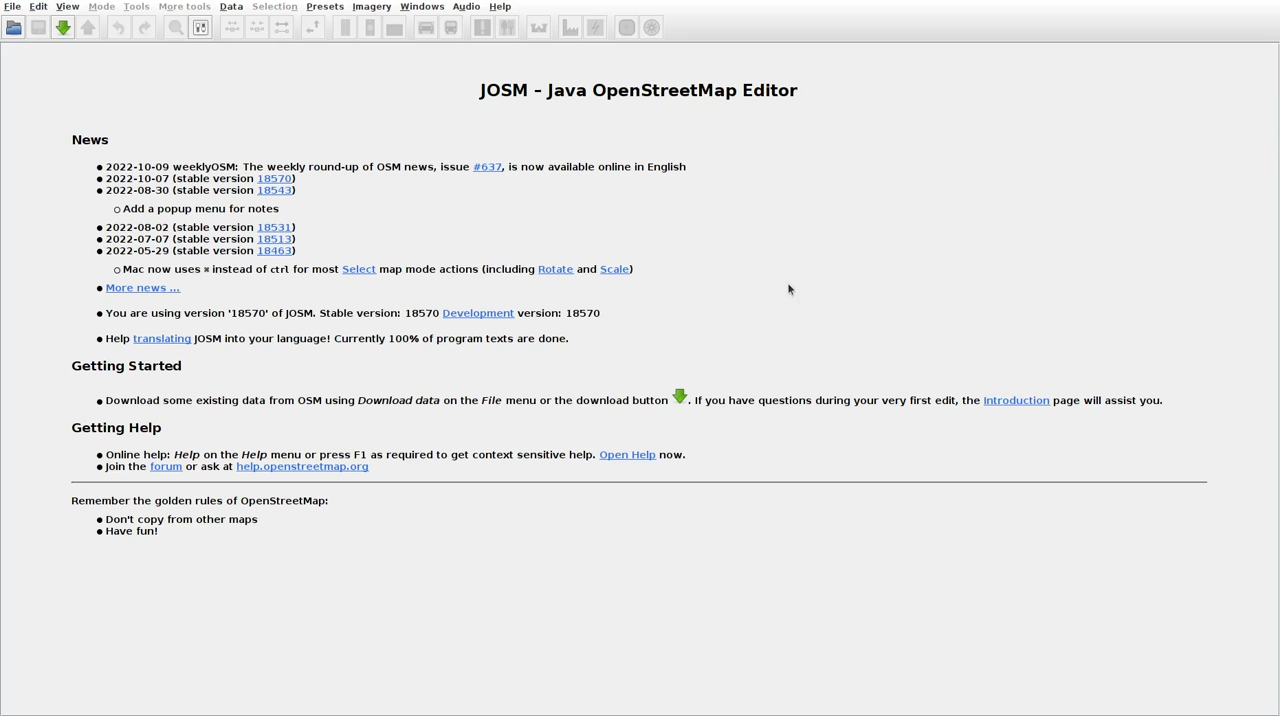 File Edit View Mode Tools More tools Data Selection Presets Imagery Windows Audio Help
JOSM – Java OpenStreetMap Editor
News
2022-10-09 weeklyOSM: The weekly round-up of OSM news, issue #637, is now available online in English
2022-10-07 (stable version 18570)
2022-08-30 (stable version 18543)
Add a popup menu for notes
2022-08-02 (stable version 18531)
2022-07-07 (stable version 18513)
2022-05-29 (stable version 18463)
Mac now uses ⌘ instead of ctrl for most Select map mode actions (including Rotate and Scale)
More news ...
You are using version '18570' of JOSM. Stable version: 18570 Development version: 18570
Help translating JOSM into your language! Currently 100% of program texts are done.
Getting Started
Download some existing data from OSM using Download data on the File menu or the download button . If you have questions during your very first edit, the Introduction page will assist you.
Getting Help
Online help: Help on the Help menu or press F1 as required to get context sensitive help. Open Help now.
Join the forum or ask at help.openstreetmap.org
Remember the golden rules of OpenStreetMap:
Don't copy from other maps
Have fun!